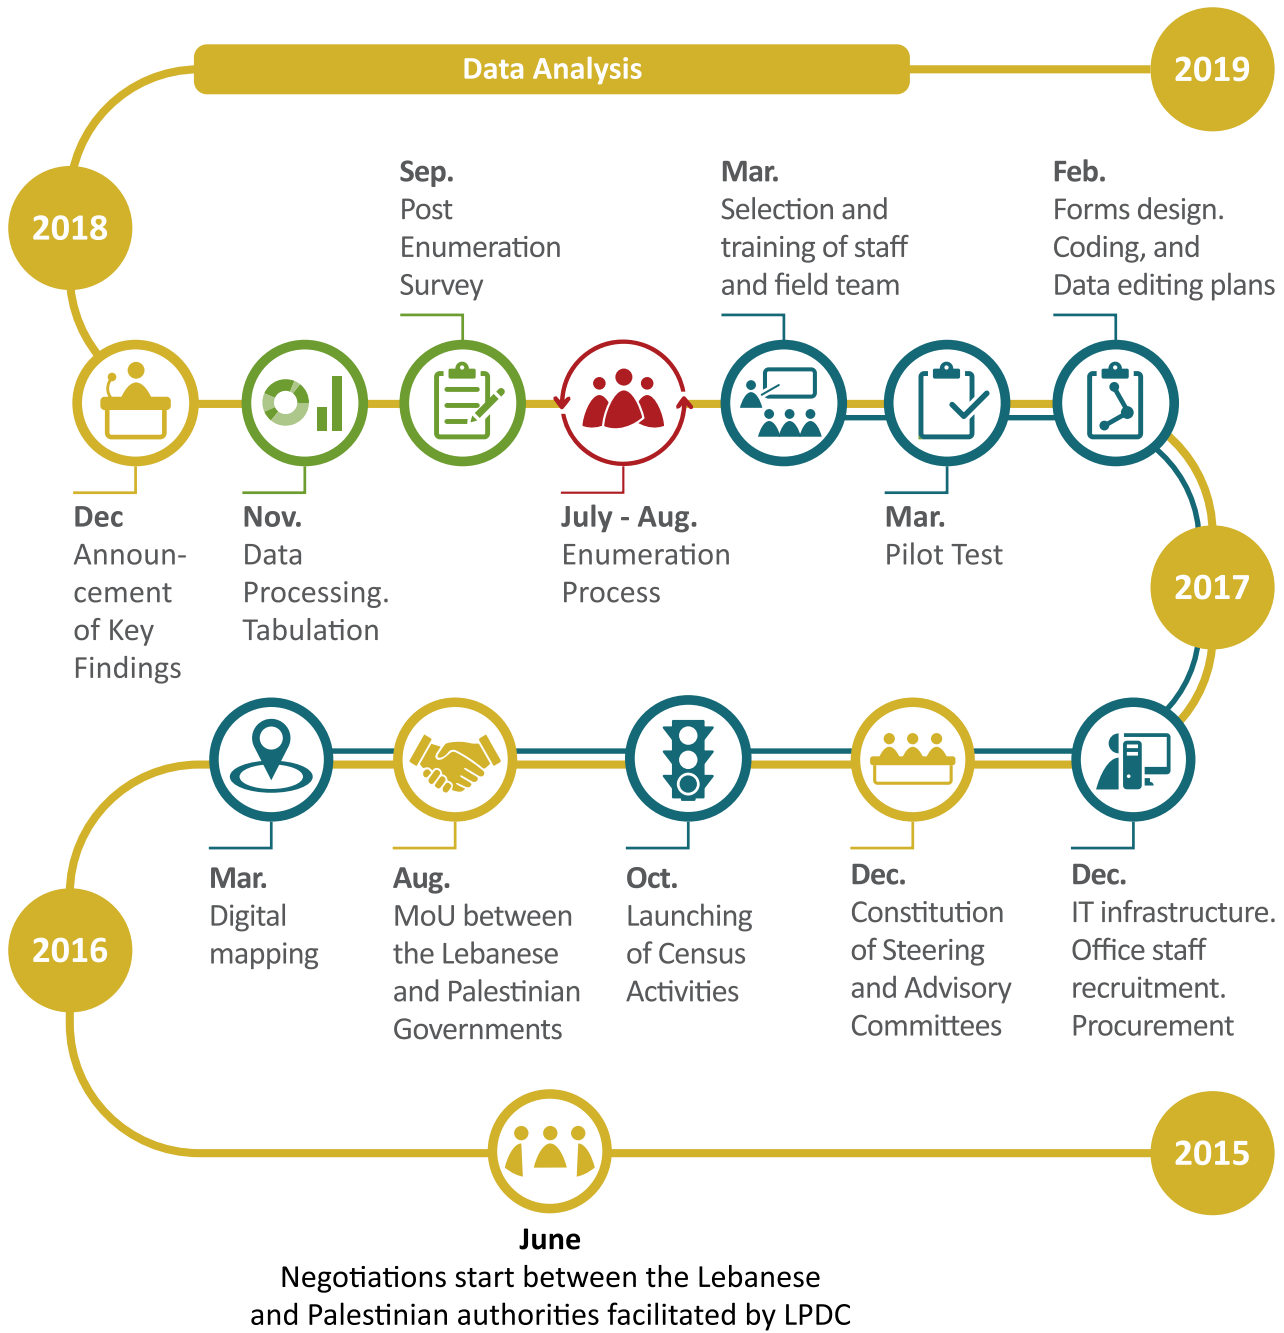 Data Analysis
2019
2018
Sep.
Post
Enumeration
Survey
Mar.
Selection and
training of staff
and field team
Feb.
Forms design.
Coding, and
Data editing plans
Dec
Announ-
cement
of Key
Findings
Nov.
Data
Processing.
Tabulation
July - Aug.
Enumeration
Process
Mar.
Pilot Test
2017
Mar.
Digital
mapping
Aug.
MoU between
the Lebanese
and Palestinian
Governments
Oct.
Launching
of Census
Activities
Dec.
Constitution
of Steering
and Advisory
Committees
Dec.
IT infrastructure.
Office staff
recruitment.
Procurement
2016
2015
June
Negotiations start between the Lebanese
and Palestinian authorities facilitated by LPDC